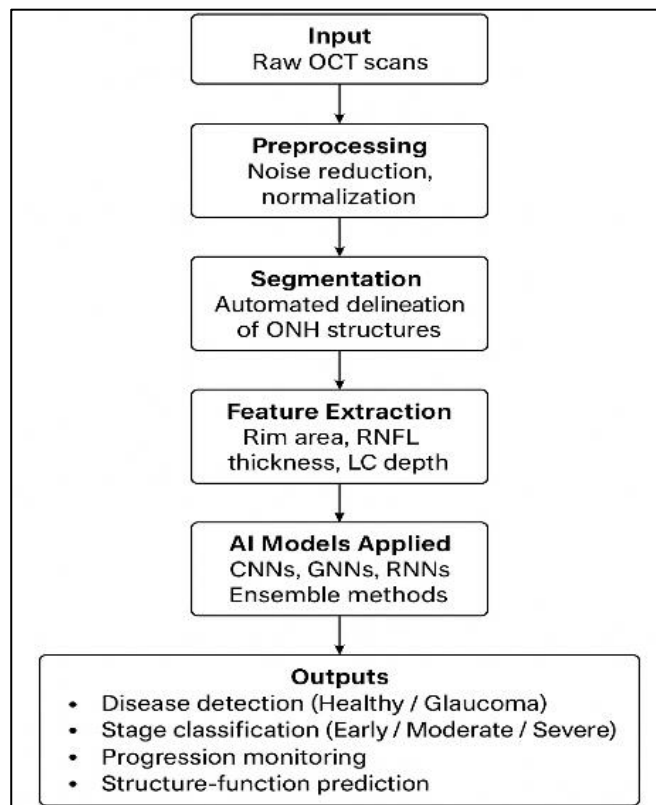 Input
Raw OCT scans
Preprocessing
Noise reduction,
normalization
Segmentation
Automated delineation
of ONH structures
Feature Extraction
Rim area, RNFL
thickness, LC depth
AI Models Applied
CNNs, GNNs, RNNs
Ensemble methods
Outputs
• Disease detection (Healthy / Glaucoma)
• Stage classification (Early / Moderate / Severe)
• Progression monitoring
• Structure-function prediction